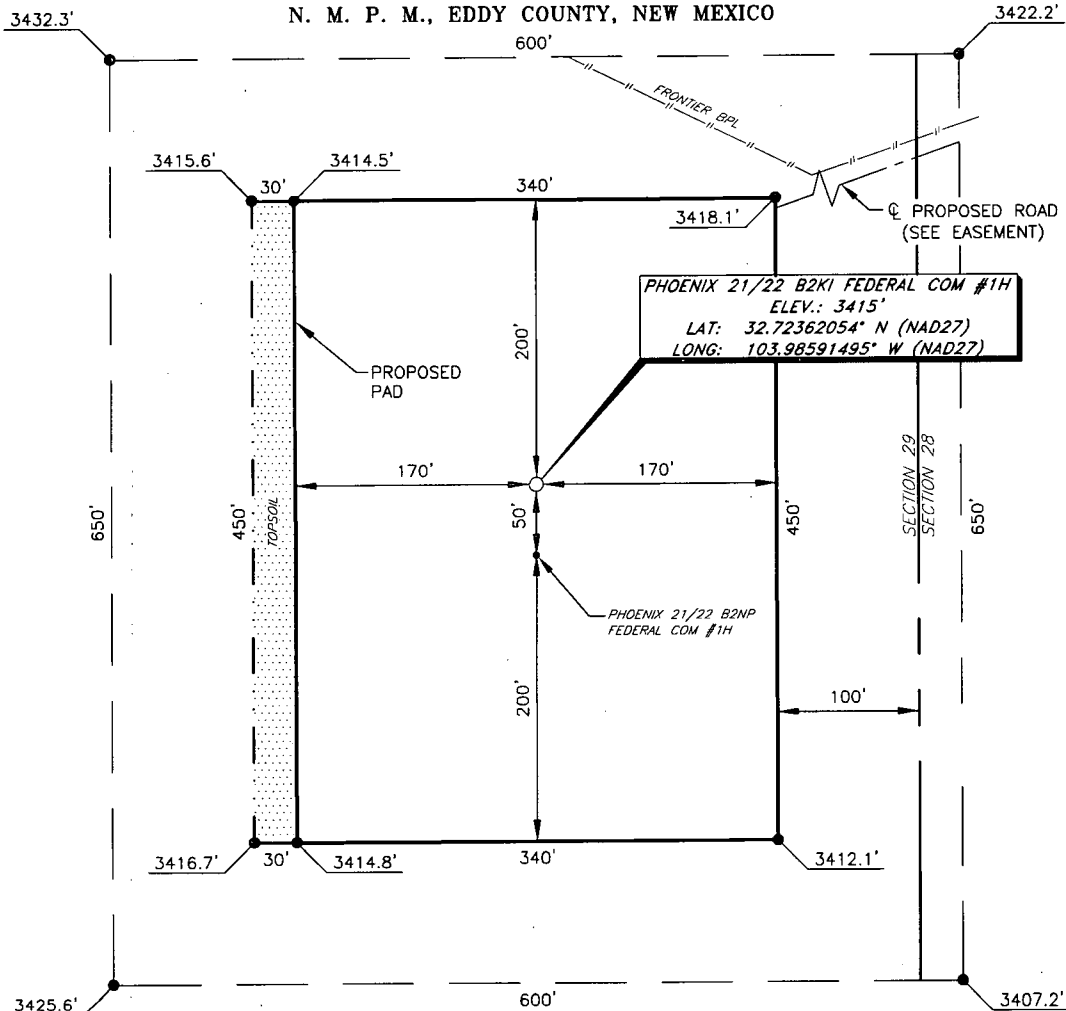 N. M. P. M., EDDY COUNTY, NEW MEXICO
3432.3'
3422.2'
600'
FRONTIER BPL
3415.6'
30'
3414.5'
340'
3418.1'
℄ PROPOSED ROAD
(SEE EASEMENT)
PHOENIX 21/22 B2KI FEDERAL COM #1H
ELEV.: 3415'
LAT: 32.72362054° N (NAD27)
LONG: 103.98591495° W (NAD27)
200'
PROPOSED
PAD
170'
170'
650'
450'
TOPSOIL
50'
450'
SECTION 29
SECTION 28
650'
PHOENIX 21/22 B2NP
FEDERAL COM #1H
200'
100'
3416.7'
30'
3414.8'
340'
3412.1'
3425.6'
600'
3407.2'